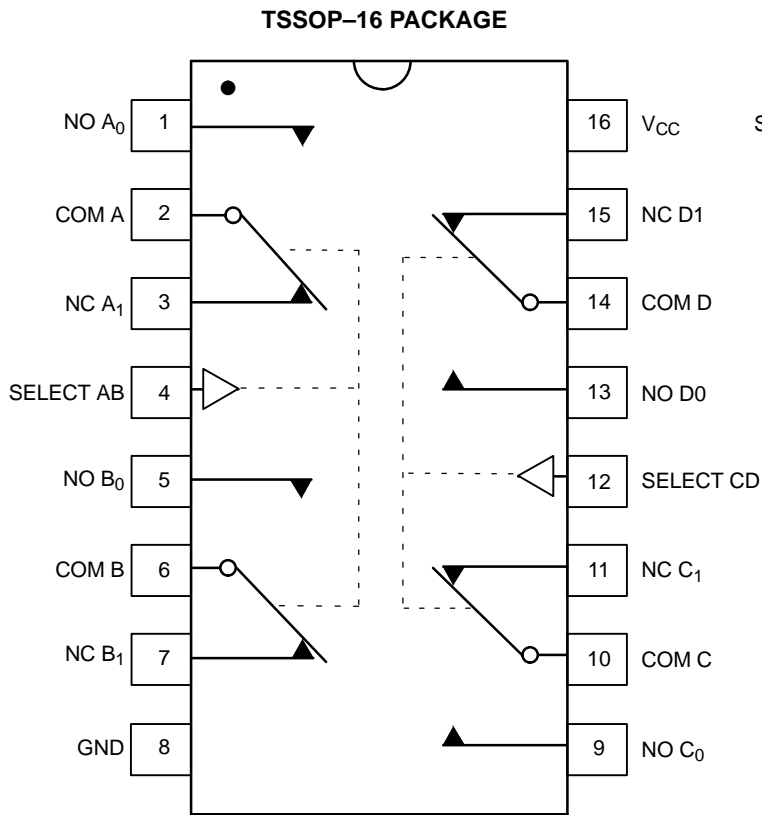 TSSOP–16 PACKAGE
NO A₀ 1
COM A 2
NC A₁ 3
SELECT AB 4
NO B₀ 5
COM B 6
NC B₁ 7
GND 8
16 V_CC S
15 NC D1
14 COM D
13 NO D0
12 SELECT CD
11 NC C₁
10 COM C
9 NO C₀